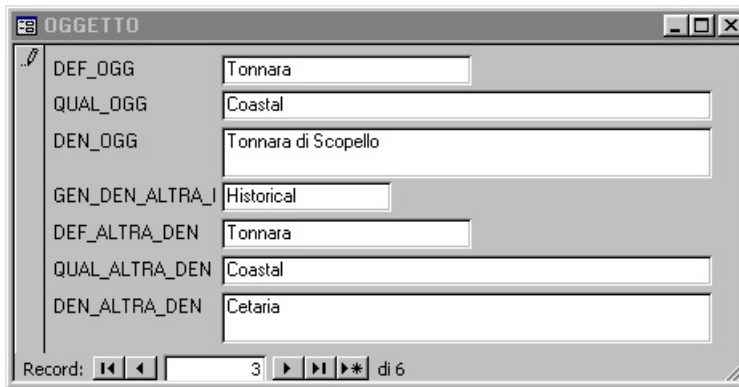 OGGETTO
DEF_OGG Tonnara
QUAL_OGG Coastal
DEN_OGG Tonnara di Scopello
GEN_DEN_ALTRA_I Historical
DEF_ALTRA_DEN Tonnara
QUAL_ALTRA_DEN Coastal
DEN_ALTRA_DEN Cetaria
Record: 3 di 6